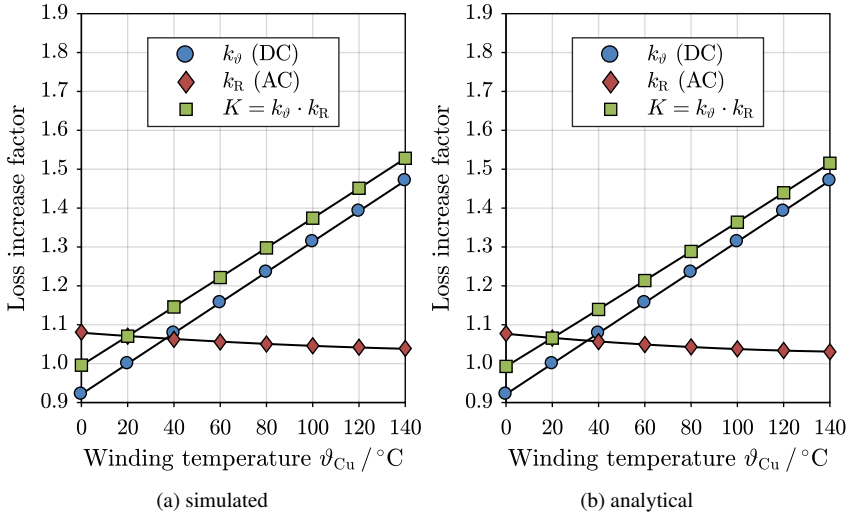 1.9
1.8
1.7
1.6
1.5
1.4
1.3
1.2
1.1
1.0
0.9
Loss increase factor
kϑ (DC)
kR (AC)
K = kϑ · kR
0 20 40 60 80 100 120 140
Winding temperature ϑCu / °C
(a) simulated
1.9
1.8
1.7
1.6
1.5
1.4
1.3
1.2
1.1
1.0
0.9
Loss increase factor
kϑ (DC)
kR (AC)
K = kϑ · kR
0 20 40 60 80 100 120 140
Winding temperature ϑCu / °C
(b) analytical